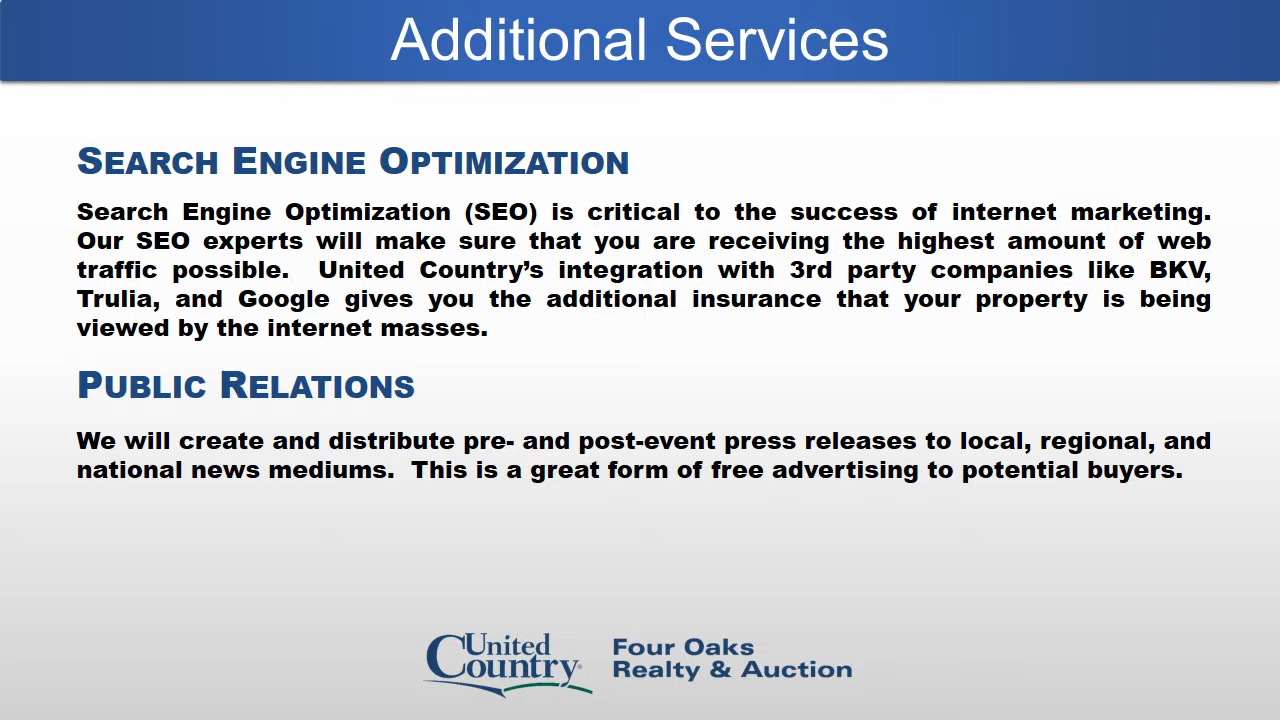 Additional Services
SEARCH ENGINE OPTIMIZATION
Search Engine Optimization (SEO) is critical to the success of internet marketing.
Our SEO experts will make sure that you are receiving the highest amount of web
traffic possible.  United Country’s integration with 3rd party companies like BKV,
Trulia, and Google gives you the additional insurance that your property is being
viewed by the internet masses.
PUBLIC RELATIONS
We will create and distribute pre- and post-event press releases to local, regional, and
national news mediums.  This is a great form of free advertising to potential buyers.
United
Country®
Four Oaks
Realty & Auction